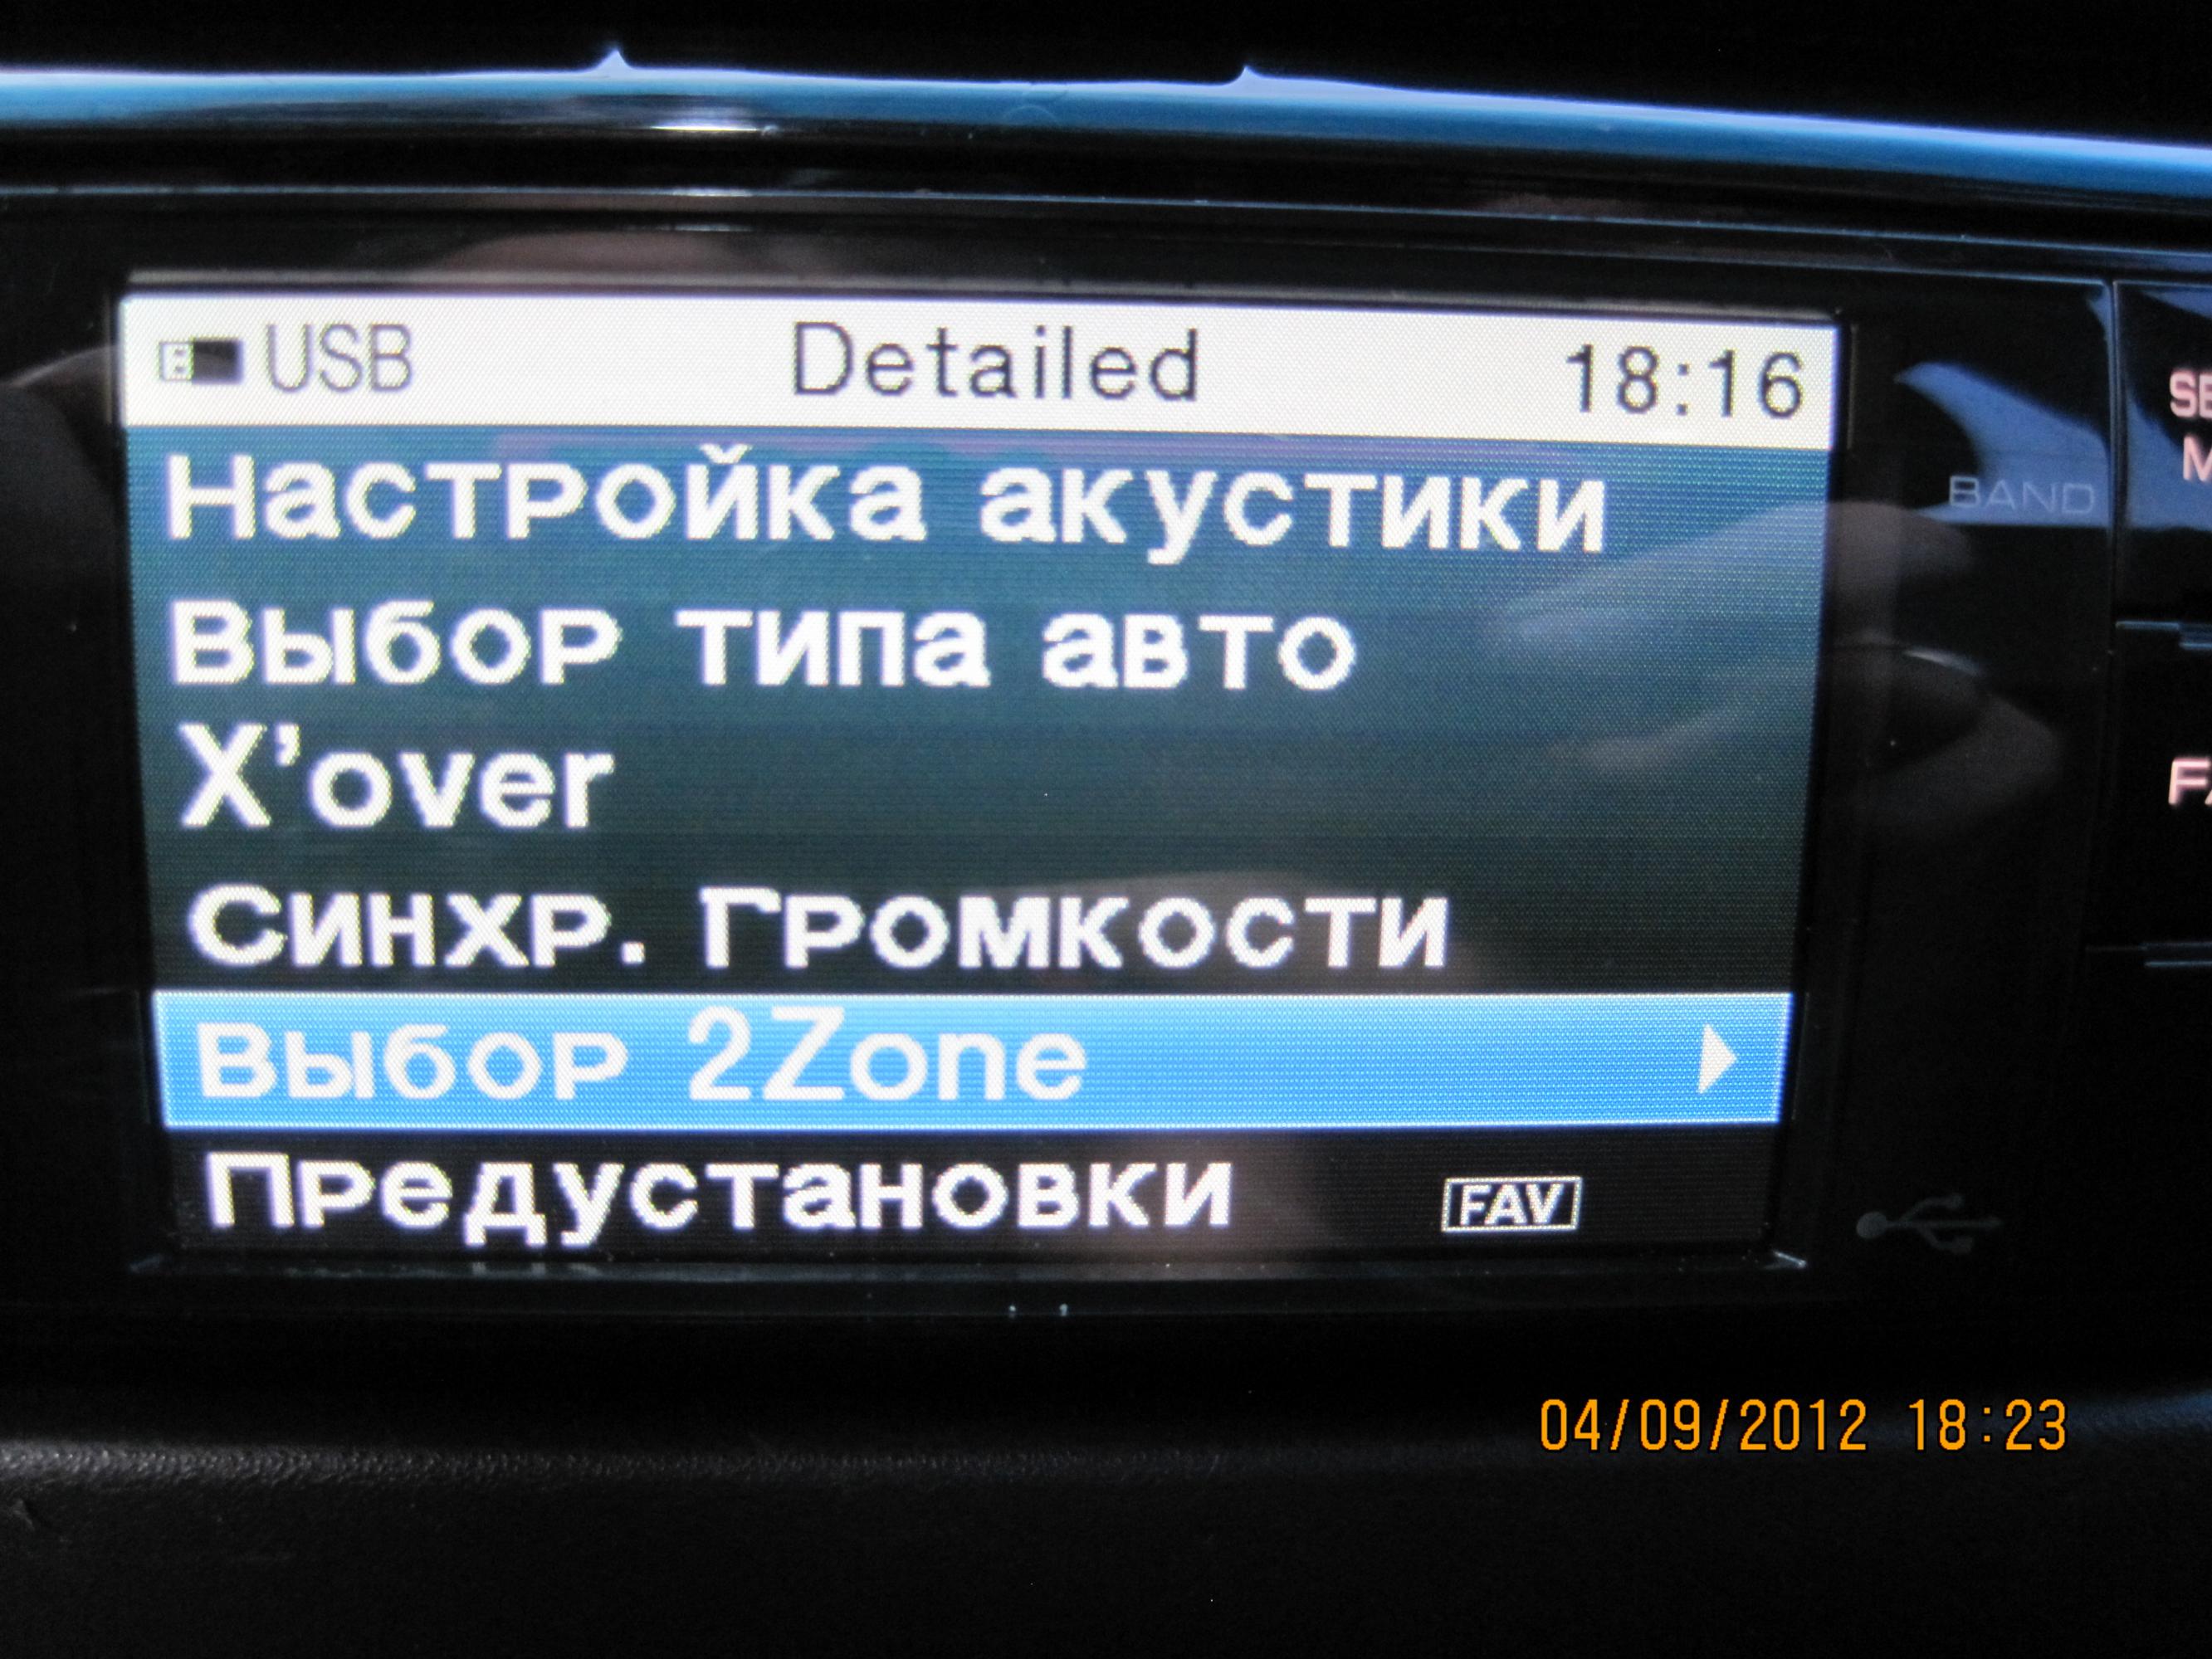 USB Detailed 18:16
Настройка акустики
BAND
Выбор типа авто
X'over
Синхр. громкости
Выбор 2Zone
Предустановки FAV
04/09/2012 18:23